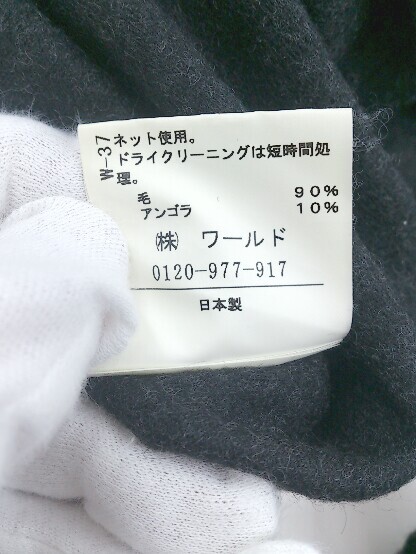 W-37
ネット使用。
ドライクリーニングは短時間処
理。
毛 90%
アンゴラ 10%
㈱ ワールド
0120-977-917
日本製